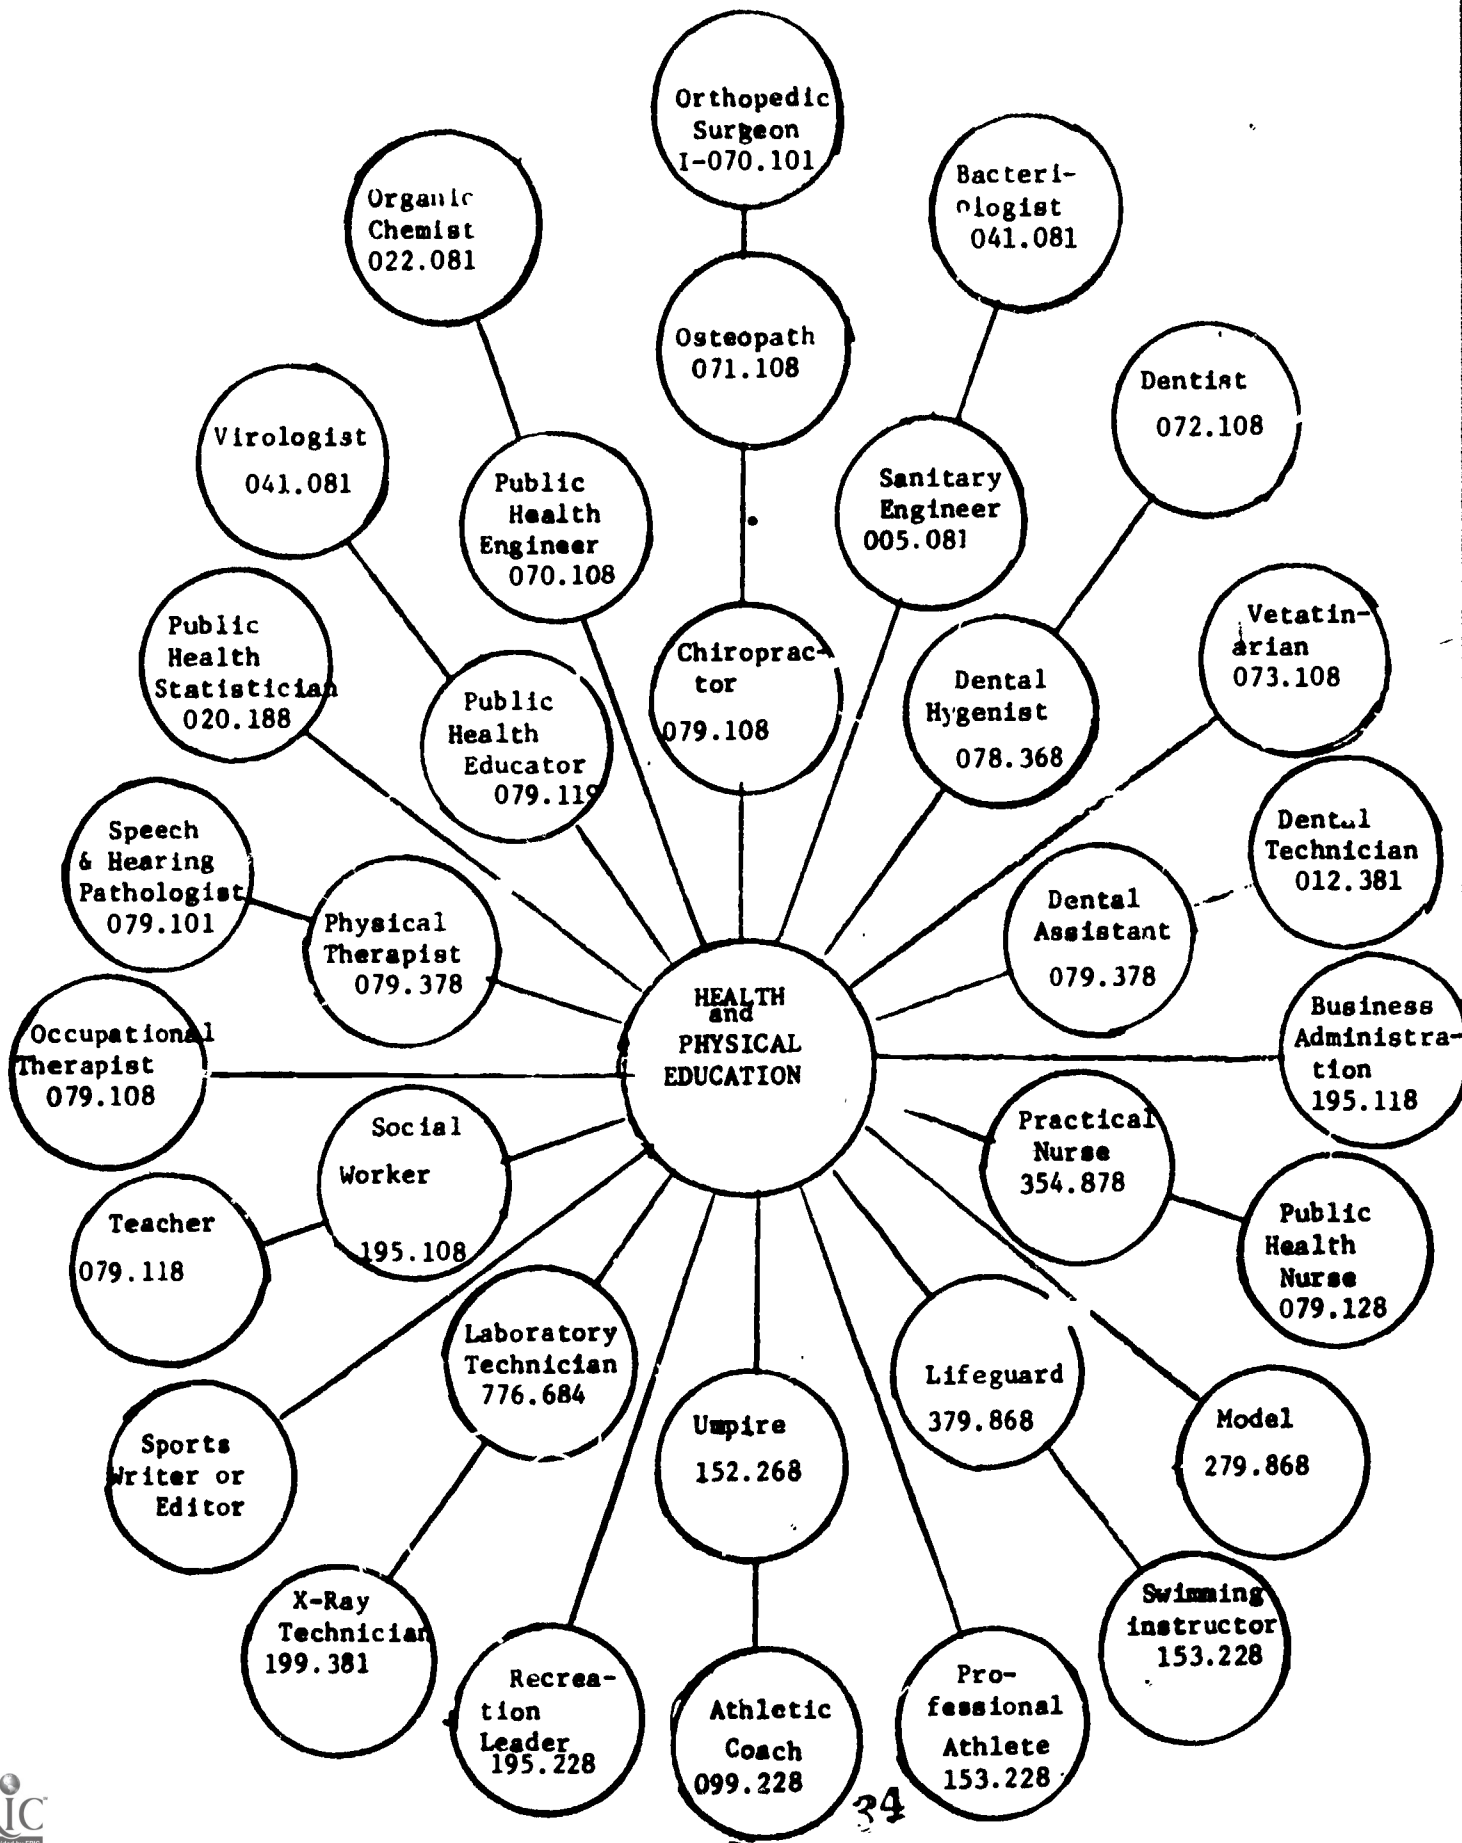 Orthopedic
Surgeon
I-070.101
Organic
Chemist
022.081
Bacteri-
ologist
041.081
Osteopath
071.108
Dentist
072.108
Virologist
041.081
Public
Health
Engineer
070.108
Sanitary
Engineer
005.081
Public
Health
Statistician
020.188
Public
Health
Educator
079.119
Chiroprac-
tor
079.108
Dental
Hygenist
078.368
Vetatin-
arian
073.108
Speech
& Hearing
Pathologist
079.101
Physical
Therapist
079.378
Dental
Assistant
079.378
Dental
Technician
012.381
HEALTH
and
PHYSICAL
EDUCATION
Occupational
Therapist
079.108
Business
Administra-
tion
195.118
Social
Worker
195.108
Practical
Nurse
354.878
Teacher
079.118
Public
Health
Nurse
079.128
Laboratory
Technician
776.684
Umpire
152.268
Lifeguard
379.868
Model
279.868
Sports
Writer or
Editor
X-Ray
Technician
199.381
Recrea-
tion
Leader
195.228
Athletic
Coach
099.228
Pro-
fessional
Athlete
153.228
Swimming
instructor
153.228
34